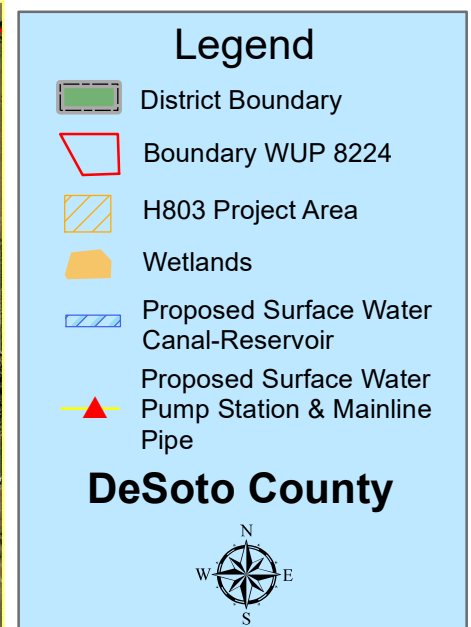 Legend
District Boundary
Boundary WUP 8224
H803 Project Area
Wetlands
Proposed Surface Water
Canal-Reservoir
Proposed Surface Water
Pump Station & Mainline
Pipe
DeSoto County
N
W E
S